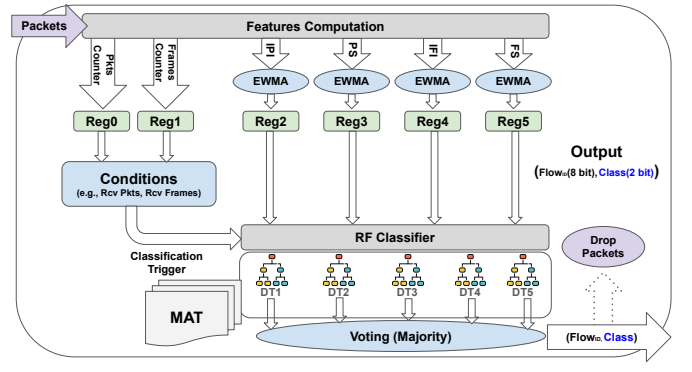 Packets
Features Computation
Pkts
Counter
Frames
Counter
IPI
PS
IFI
FS
EWMA
EWMA
EWMA
EWMA
Reg0
Reg1
Reg2
Reg3
Reg4
Reg5
Conditions
(e.g., Rcv Pkts, Rcv Frames)
Output
(FlowID(8 bit),Class(2 bit))
RF Classifier
Classification
Trigger
Drop
Packets
DT1
DT2
DT3
DT4
DT5
MAT
Voting (Majority)
(FlowID, Class)